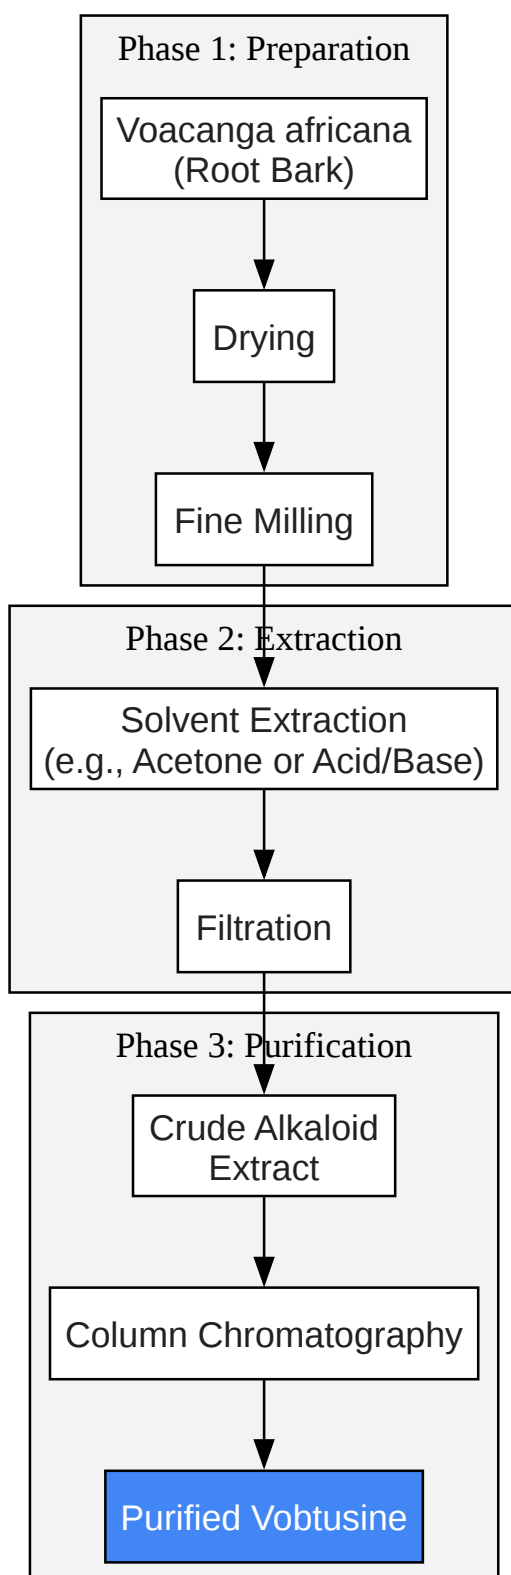 Phase 1: Preparation
Voacanga africana
(Root Bark)
Drying
Fine Milling
Phase 2: Extraction
Solvent Extraction
(e.g., Acetone or Acid/Base)
Filtration
Phase 3: Purification
Crude Alkaloid
Extract
Column Chromatography
Purified Vobtusine